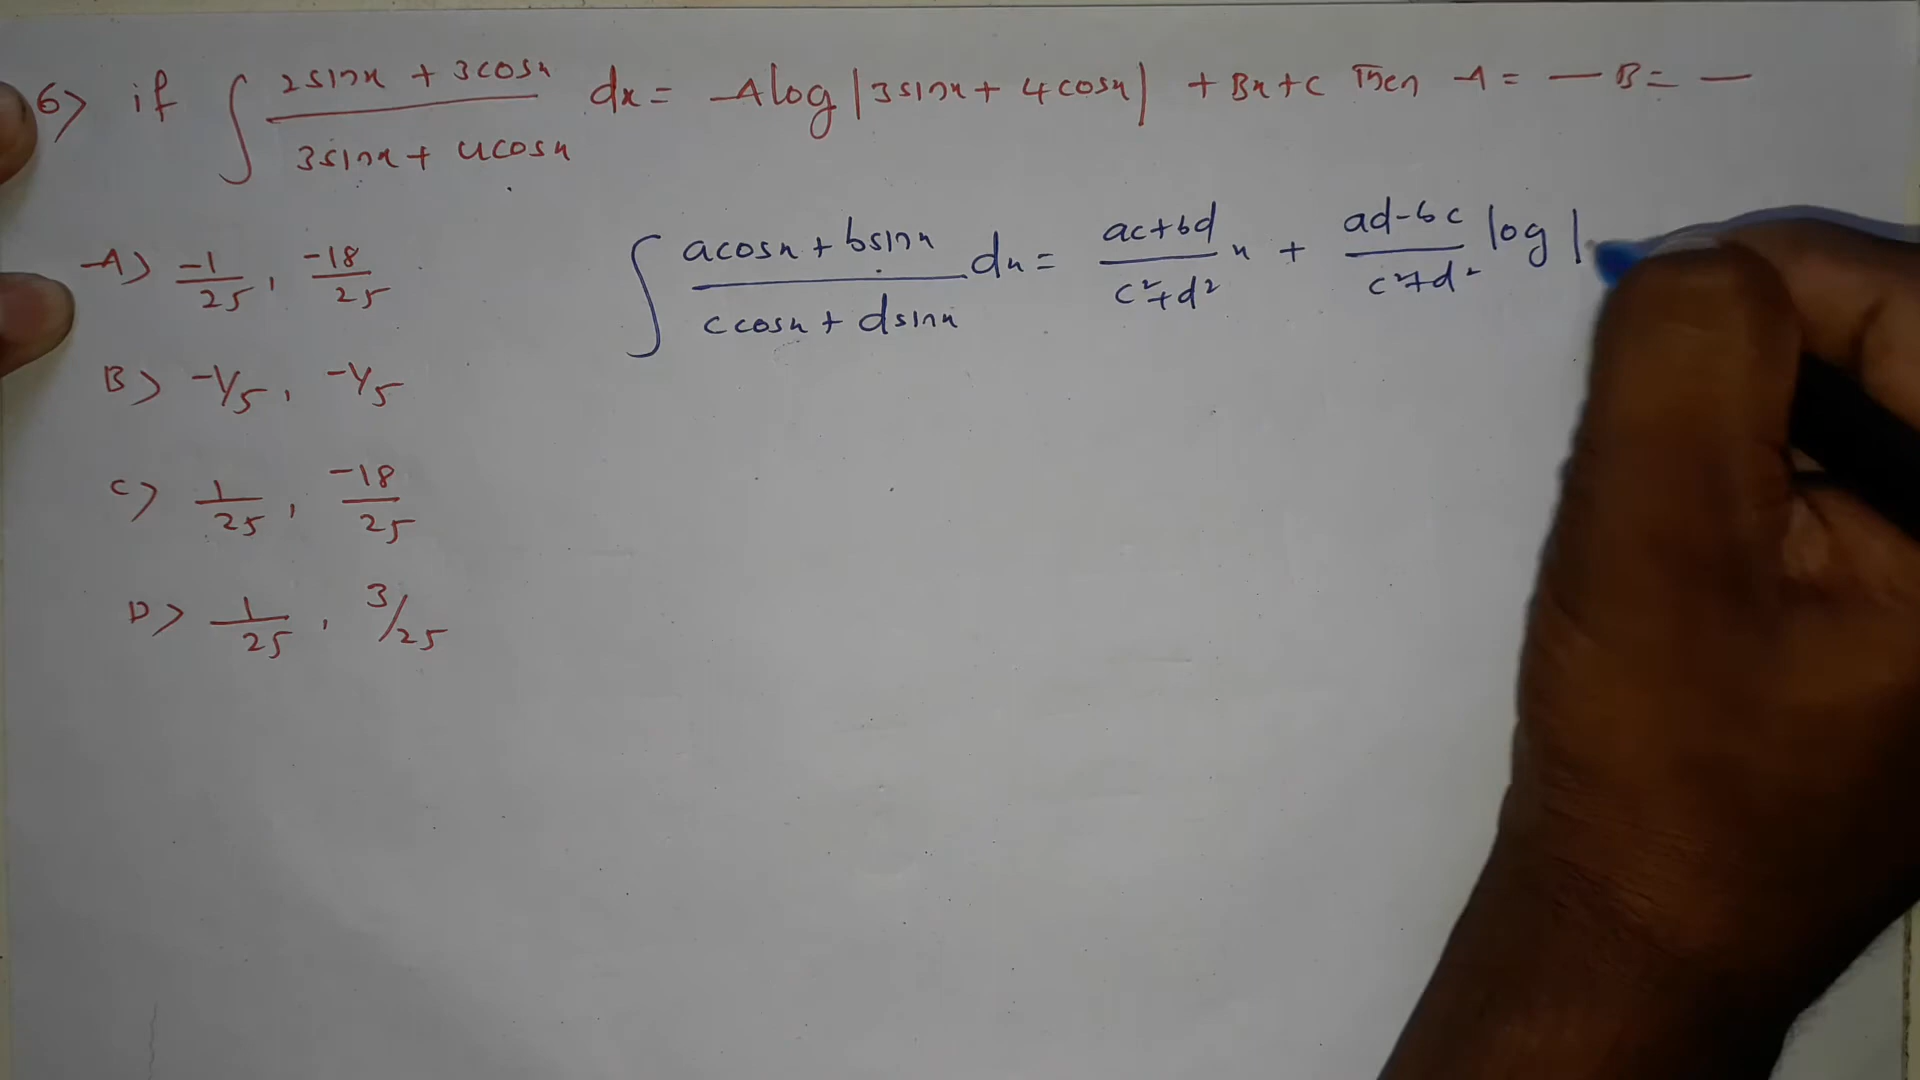 6) if ∫ (2sinx + 3cosx)/(3sinx + 4cosx) dx = A log |3sinx + 4cosx| + Bx + C Then A = — B = —
∫ (acosx + bsinx)/(ccosx + dsinx) dx = (ac+bd)/(c²+d²) x + (ad-bc)/(c²+d²) log |
A) -1/25, -18/25
B) -1/5, -1/5
C) 1/25, -18/25
D) 1/25, 3/25